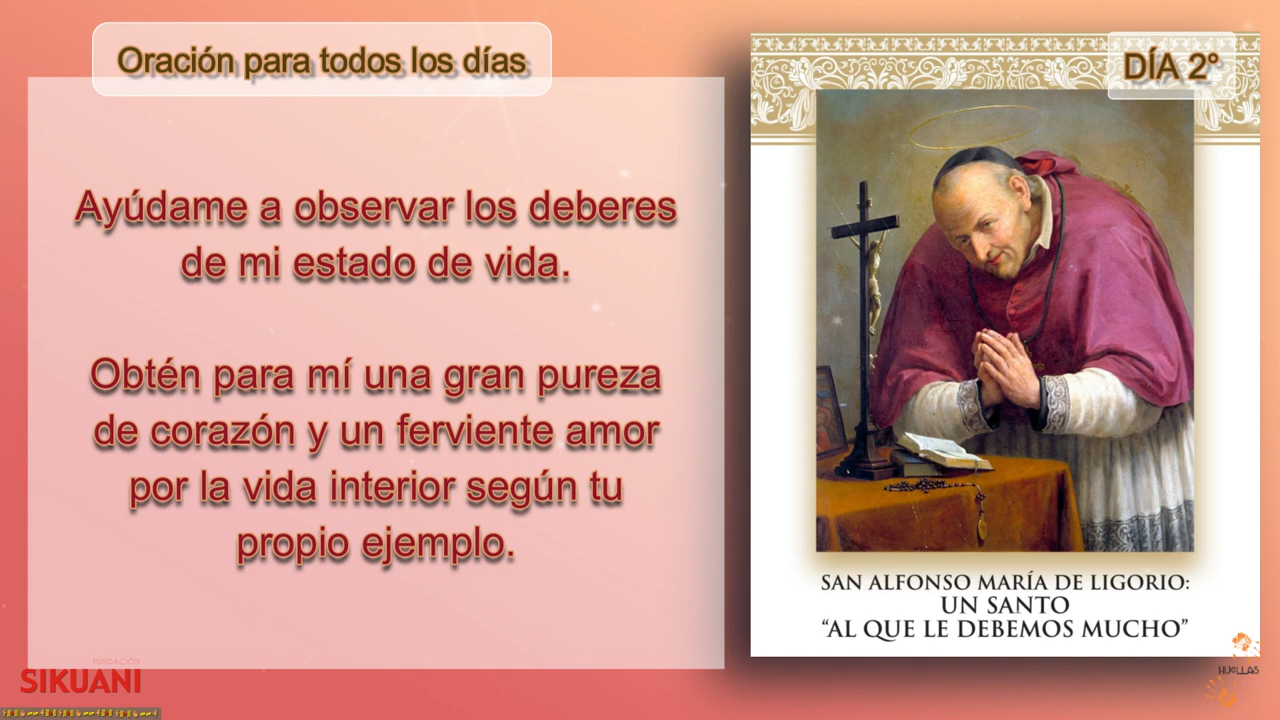 Oración para todos los días
DÍA 2°
Ayúdame a observar los deberes
de mi estado de vida.
Obtén para mí una gran pureza
de corazón y un ferviente amor
por la vida interior según tu
propio ejemplo.
SAN ALFONSO MARÍA DE LIGORIO:
UN SANTO
“AL QUE LE DEBEMOS MUCHO”
FUNDACIÓN
SIKUANI
HUELLAS